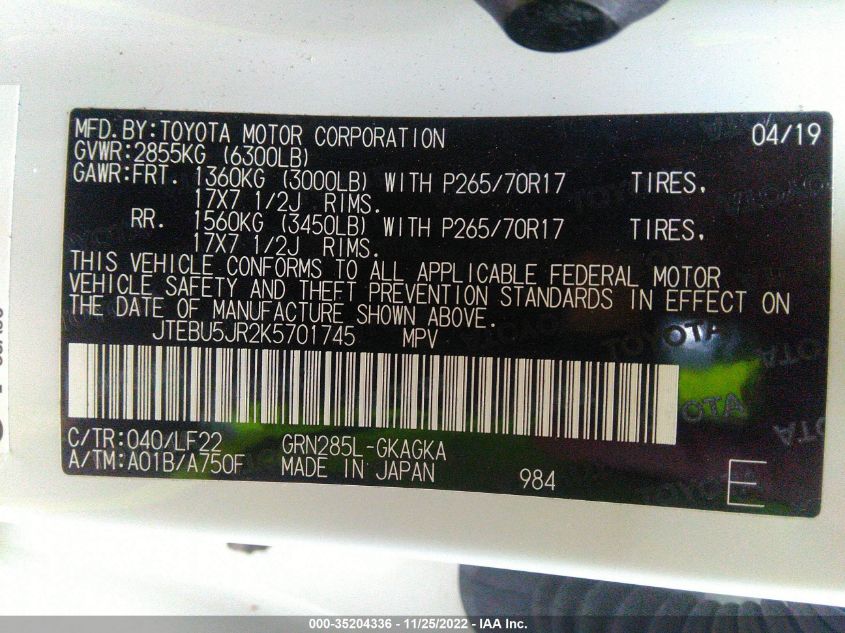 MFD. BY: TOYOTA MOTOR CORPORATION 04/19
GVWR: 2855KG (6300LB)
GAWR: FRT. 1360KG (3000LB) WITH P265/70R17 TIRES,
17X7 1/2J RIMS.
RR. 1560KG (3450LB) WITH P265/70R17 TIRES,
17X7 1/2J RIMS.
THIS VEHICLE CONFORMS TO ALL APPLICABLE FEDERAL MOTOR
VEHICLE SAFETY AND THEFT PREVENTION STANDARDS IN EFFECT ON
THE DATE OF MANUFACTURE SHOWN ABOVE.
JTEBU5JR2K5701745 MPV
C/TR: 040/LF22 GRN285L-GKAGKA
A/TM: A01B/A750F MADE IN JAPAN 984 E
TOYOTA
000-35204336 - 11/25/2022 - IAA Inc.